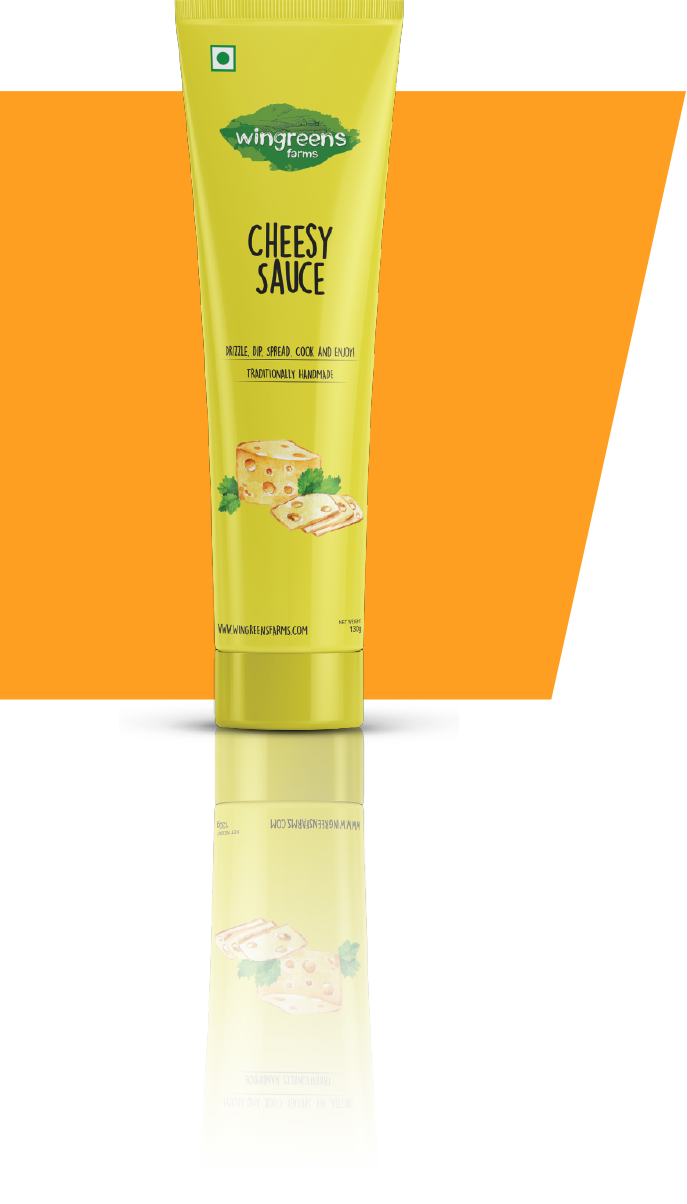 wingreens
farms
CHEESY
SAUCE
DRIZZLE, DIP, SPREAD, COOK AND ENJOY!
TRADITIONALLY HANDMADE
WWW.WINGREENSFARMS.COM
NET WEIGHT
130g